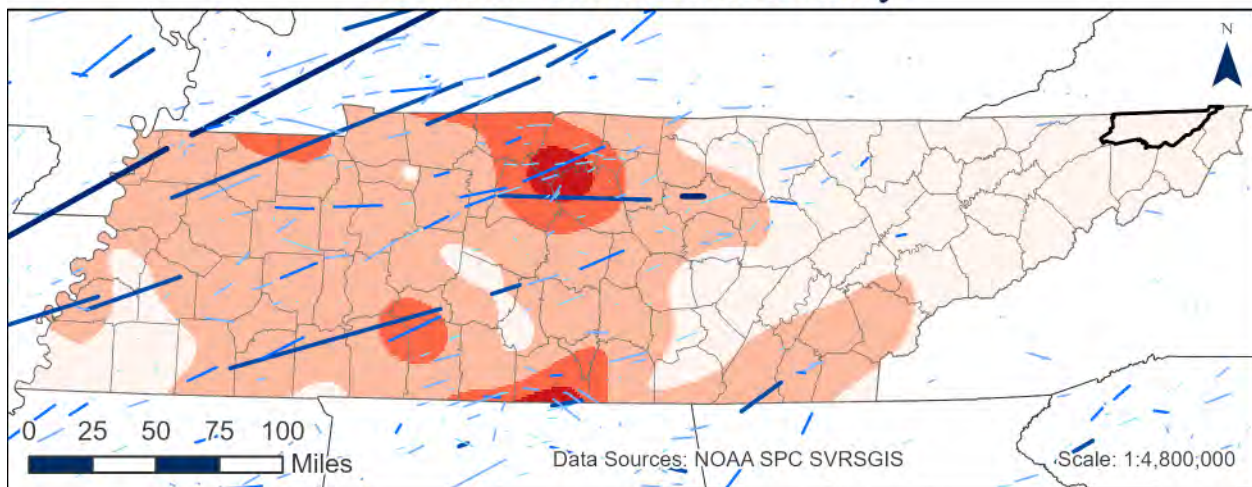 N
0 25 50 75 100
Miles
Data Sources: NOAA SPC SVRSGIS
Scale: 1:4,800,000